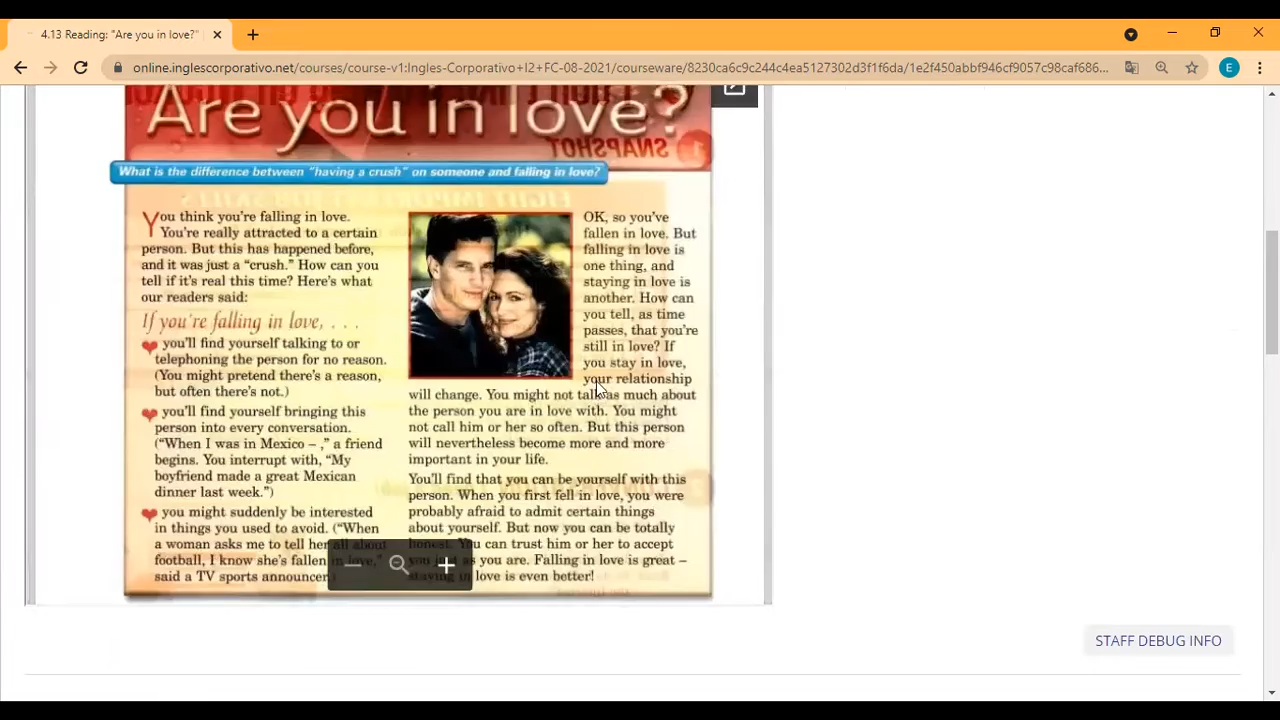 4.13 Reading: "Are you in love?"
online.inglescorporativo.net/courses/course-v1:Ingles-Corporativo+I2+FC-08-2021/courseware/8230ca6c9c244c4ea5127302d3f1f6da/1e2f450abbf946cf9057c98caf686...
E
Are you in love?
SNAPSHOT
What is the difference between "having a crush" on someone and falling in love?
You think you're falling in love.
You're really attracted to a certain
person. But this has happened before,
and it was just a "crush." How can you
tell if it's real this time? Here's what
our readers said:
If you're falling in love, . . .
you'll find yourself talking to or
telephoning the person for no reason.
(You might pretend there's a reason,
but often there's not.)
you'll find yourself bringing this
person into every conversation.
("When I was in Mexico – ," a friend
begins. You interrupt with, "My
boyfriend made a great Mexican
dinner last week.")
you might suddenly be interested
in things you used to avoid. ("When
a woman asks me to tell her all about
football, I know she's fallen in love,"
said a TV sports announcer.)
OK, so you've
fallen in love. But
falling in love is
one thing, and
staying in love is
another. How can
you tell, as time
passes, that you're
still in love? If
you stay in love,
your relationship
will change. You might not talk as much about
the person you are in love with. You might
not call him or her so often. But this person
will nevertheless become more and more
important in your life.
You'll find that you can be yourself with this
person. When you first fell in love, you were
probably afraid to admit certain things
about yourself. But now you can be totally
honest. You can trust him or her to accept
you just as you are. Falling in love is great –
staying in love is even better!
STAFF DEBUG INFO